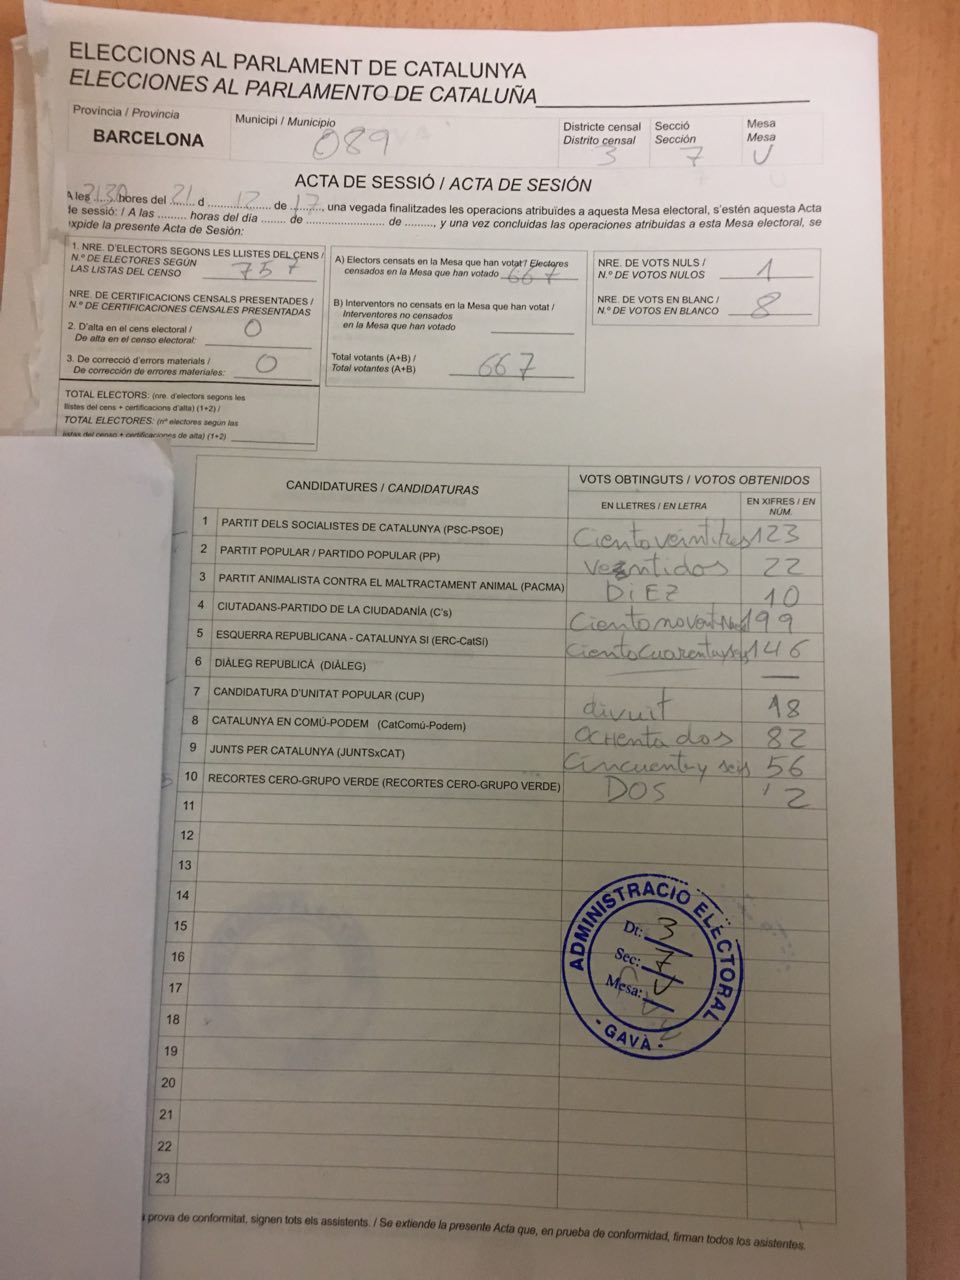 ELECCIONS AL PARLAMENT DE CATALUNYA
ELECCIONES AL PARLAMENTO DE CATALUÑA
Provincia / Provincia
BARCELONA
Municipi / Municipio
089
Districte censal
Distrito censal
3
Secció
Sección
7
Mesa
Mesa
U
ACTA DE SESSIÓ / ACTA DE SESIÓN
A les 2130 hores del 21 d 12 de 17, una vegada finalitzades les operacions atribuïdes a aquesta Mesa electoral, s'estén aquesta Acta
de sessió: / A las ......... horas del día ....... de ............................ de ........, y una vez concluidas las operaciones atribuidas a esta Mesa electoral, se
expide la presente Acta de Sesión:
1. NRE. D'ELECTORS SEGONS LES LLISTES DEL CENS /
N.º DE ELECTORES SEGÚN
LAS LISTAS DEL CENSO 757
NRE. DE CERTIFICACIONS CENSALS PRESENTADES /
N.º DE CERTIFICACIONES CENSALES PRESENTADAS
2. D'alta en el cens electoral /
De alta en el censo electoral: 0
3. De correcció d'errors materials /
De corrección de errores materiales: 0
TOTAL ELECTORS: (nre. d'electors segons les
llistes del cens + certificacions d'alta) (1+2) /
TOTAL ELECTORES: (nº electores según las
listas del censo + certificaciones de alta) (1+2)
A) Electors censats en la Mesa que han votat / Electores
censados en la Mesa que han votado 667
B) Interventors no censats en la Mesa que han votat /
Interventores no censados
en la Mesa que han votado
Total votants (A+B) /
Total votantes (A+B) 667
NRE. DE VOTS NULS /
N.º DE VOTOS NULOS 1
NRE. DE VOTS EN BLANC /
N.º DE VOTOS EN BLANCO 8
CANDIDATURES / CANDIDATURAS
VOTS OBTINGUTS / VOTOS OBTENIDOS
EN LLETRES / EN LETRA
EN XIFRES / EN
NÚM.
1 PARTIT DELS SOCIALISTES DE CATALUNYA (PSC-PSOE) Ciento veintitres 123
2 PARTIT POPULAR / PARTIDO POPULAR (PP) veintidos 22
3 PARTIT ANIMALISTA CONTRA EL MALTRACTAMENT ANIMAL (PACMA) DiEZ 10
4 CIUTADANS-PARTIDO DE LA CIUDADANÍA (C's) 199
5 ESQUERRA REPUBLICANA - CATALUNYA SI (ERC-CatSí) Ciento Cuarentayseis 146
6 DIÀLEG REPUBLICÀ (DIÀLEG) —
7 CANDIDATURA D'UNITAT POPULAR (CUP) divuit 18
8 CATALUNYA EN COMÚ-PODEM (CatComú-Podem) OCHenta dos 82
9 JUNTS PER CATALUNYA (JUNTSxCAT) Cincuenta y seis 56
10 RECORTES CERO-GRUPO VERDE (RECORTES CERO-GRUPO VERDE) DOS 2
11
12
13
14
15
16
17
18
19
20
21
22
23
ADMINISTRACIÓ ELECTORAL
Dt: 3
Sec: 7
Mesa: U
· GAVÀ ·
a prova de conformitat, signen tots els assistents. / Se extiende la presente Acta que, en prueba de conformidad, firman todos los asistentes.